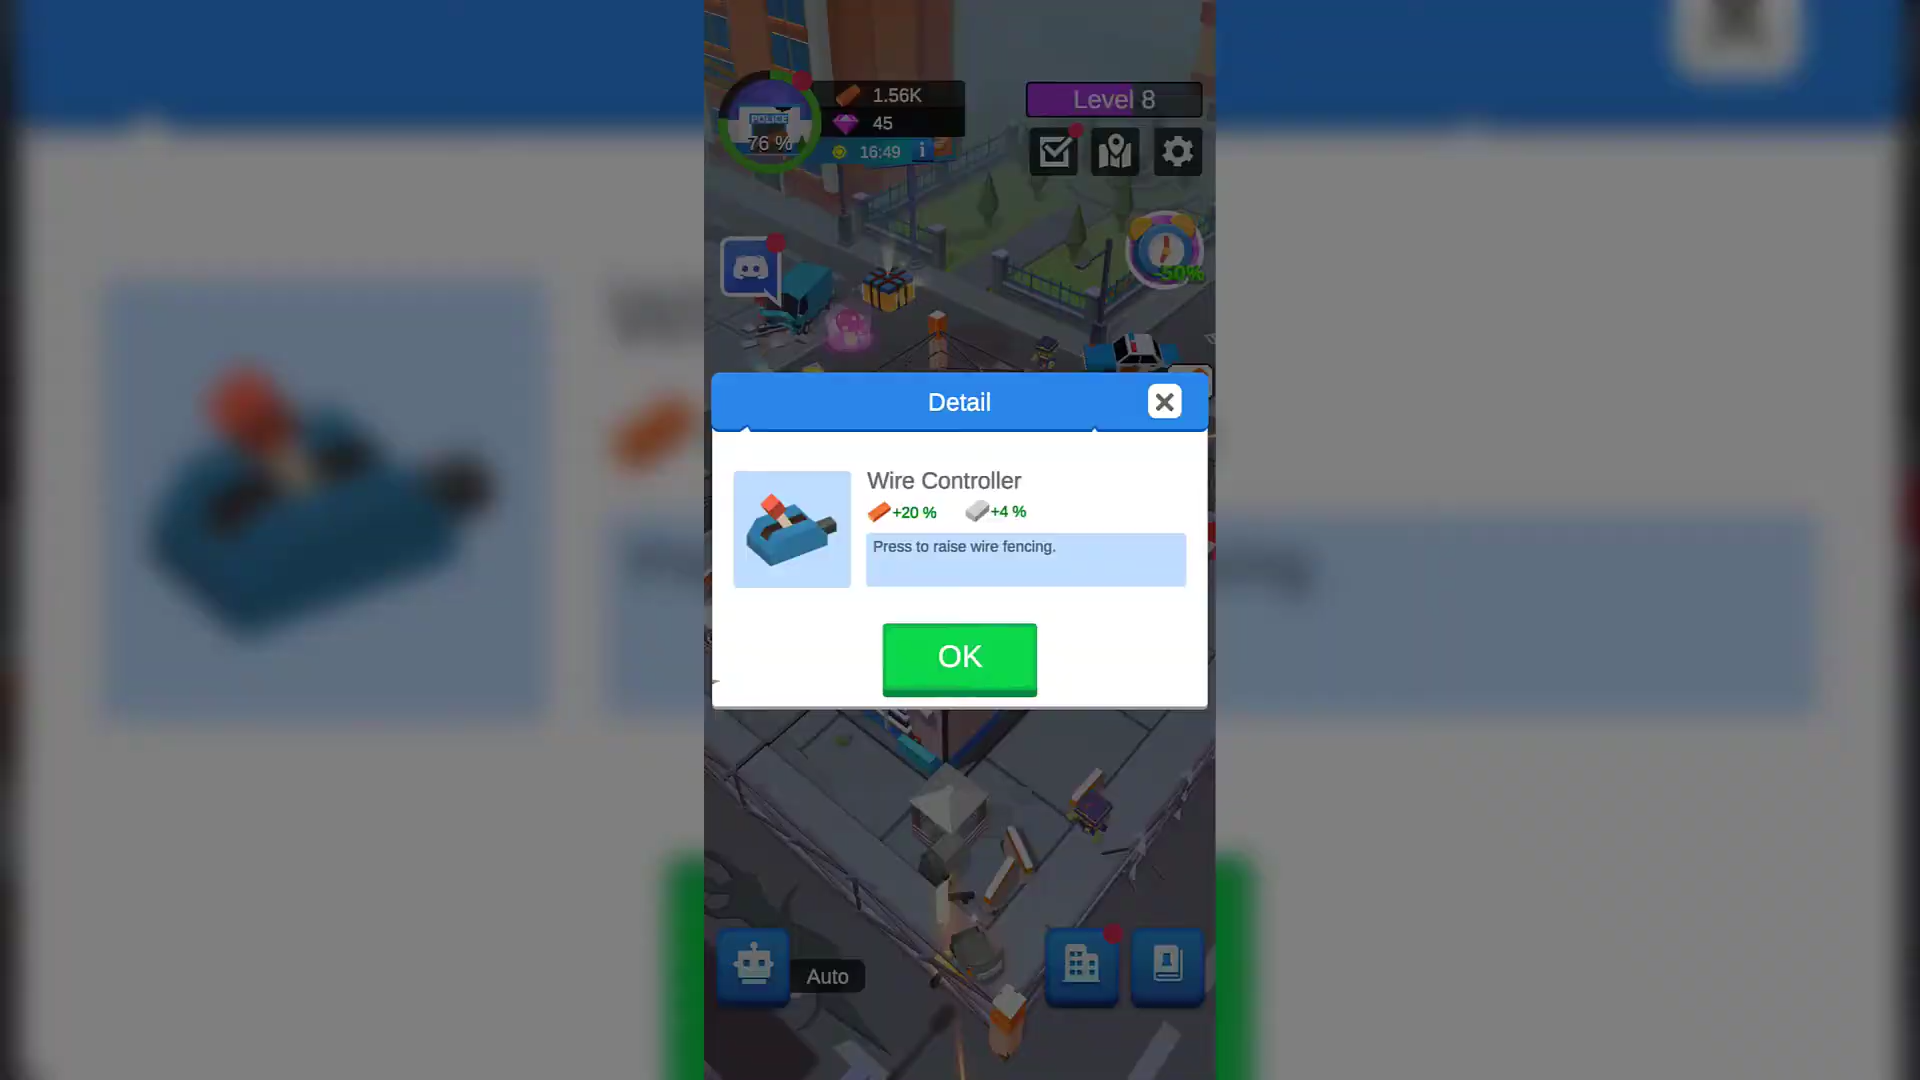 1.56K
Level 8
45
POLICE
76 %
16:49
i
-50%
Detail
Wire Controller
+20 %
+4 %
Press to raise wire fencing.
OK
Auto